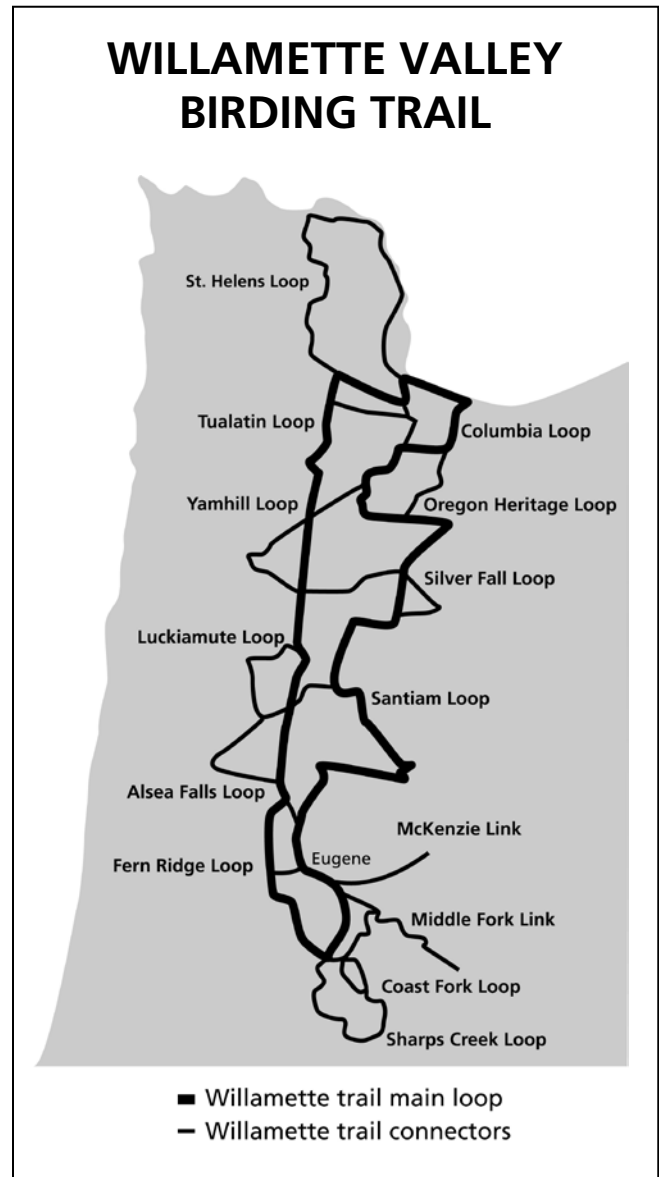 WILLAMETTE VALLEY
BIRDING TRAIL
St. Helens Loop
Tualatin Loop
Columbia Loop
Yamhill Loop
Oregon Heritage Loop
Silver Fall Loop
Luckiamute Loop
Santiam Loop
Alsea Falls Loop
McKenzie Link
Eugene
Fern Ridge Loop
Middle Fork Link
Coast Fork Loop
Sharps Creek Loop
Willamette trail main loop
Willamette trail connectors